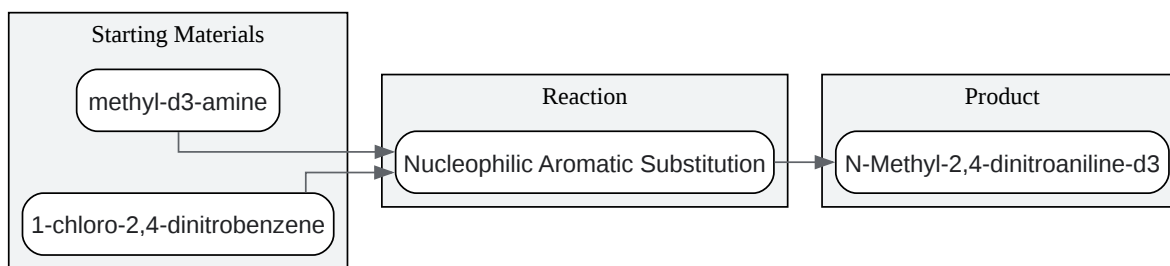 Starting Materials
methyl-d3-amine
1-chloro-2,4-dinitrobenzene
Reaction
Nucleophilic Aromatic Substitution
Product
N-Methyl-2,4-dinitroaniline-d3